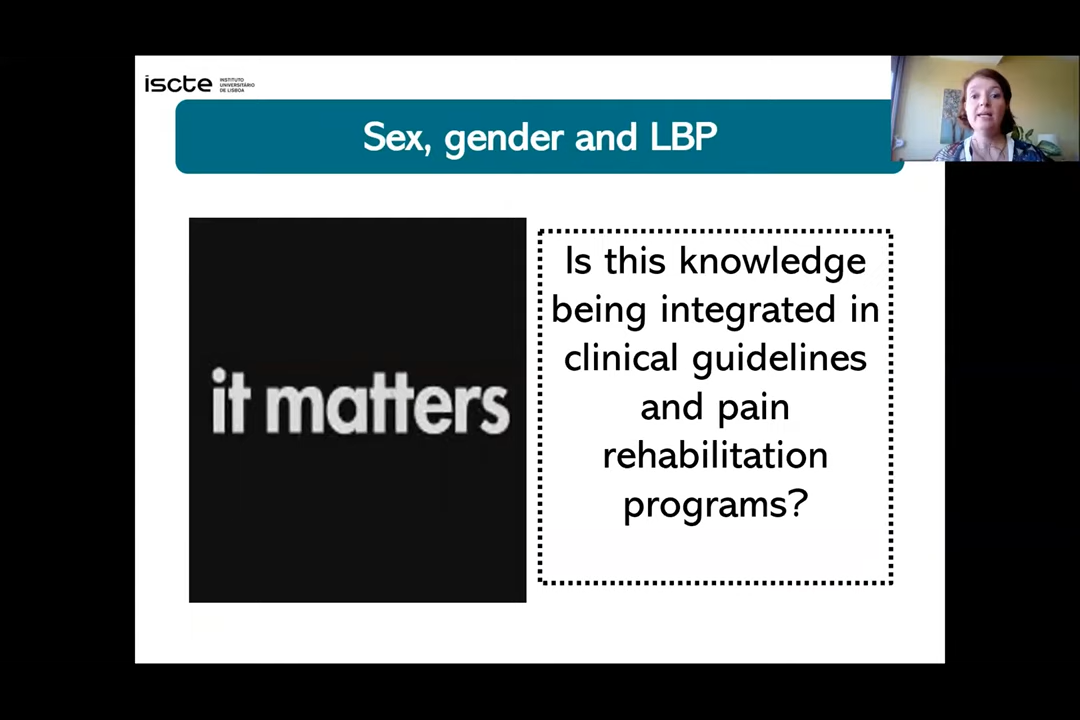 iscte
INSTITUTO
UNIVERSITÁRIO
DE LISBOA
Sex, gender and LBP
it matters
Is this knowledge
being integrated in
clinical guidelines
and pain
rehabilitation
programs?